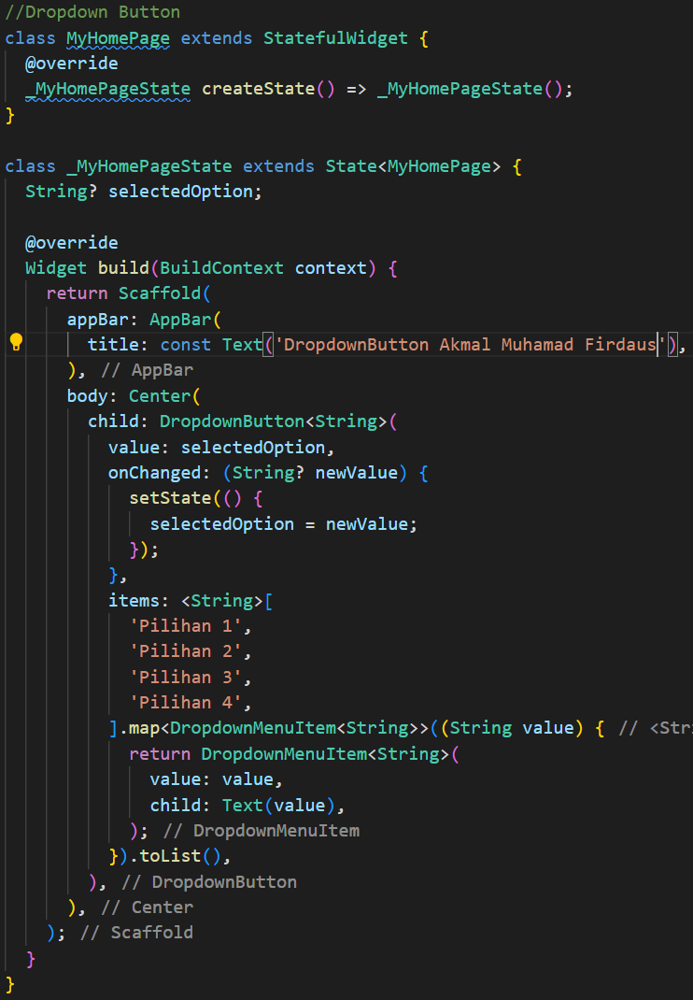 //Dropdown Button
class MyHomePage extends StatefulWidget {
  @override
  _MyHomePageState createState() => _MyHomePageState();
}

class _MyHomePageState extends State<MyHomePage> {
  String? selectedOption;

  @override
  Widget build(BuildContext context) {
    return Scaffold(
      appBar: AppBar(
        title: const Text('DropdownButton Akmal Muhamad Firdaus'),
      ), // AppBar
      body: Center(
        child: DropdownButton<String>(
          value: selectedOption,
          onChanged: (String? newValue) {
            setState(() {
              selectedOption = newValue;
            });
          },
          items: <String>[
            'Pilihan 1',
            'Pilihan 2',
            'Pilihan 3',
            'Pilihan 4',
          ].map<DropdownMenuItem<String>>((String value) { // <Str
            return DropdownMenuItem<String>(
              value: value,
              child: Text(value),
            ); // DropdownMenuItem
          }).toList(),
        ), // DropdownButton
      ), // Center
    ); // Scaffold
  }
}